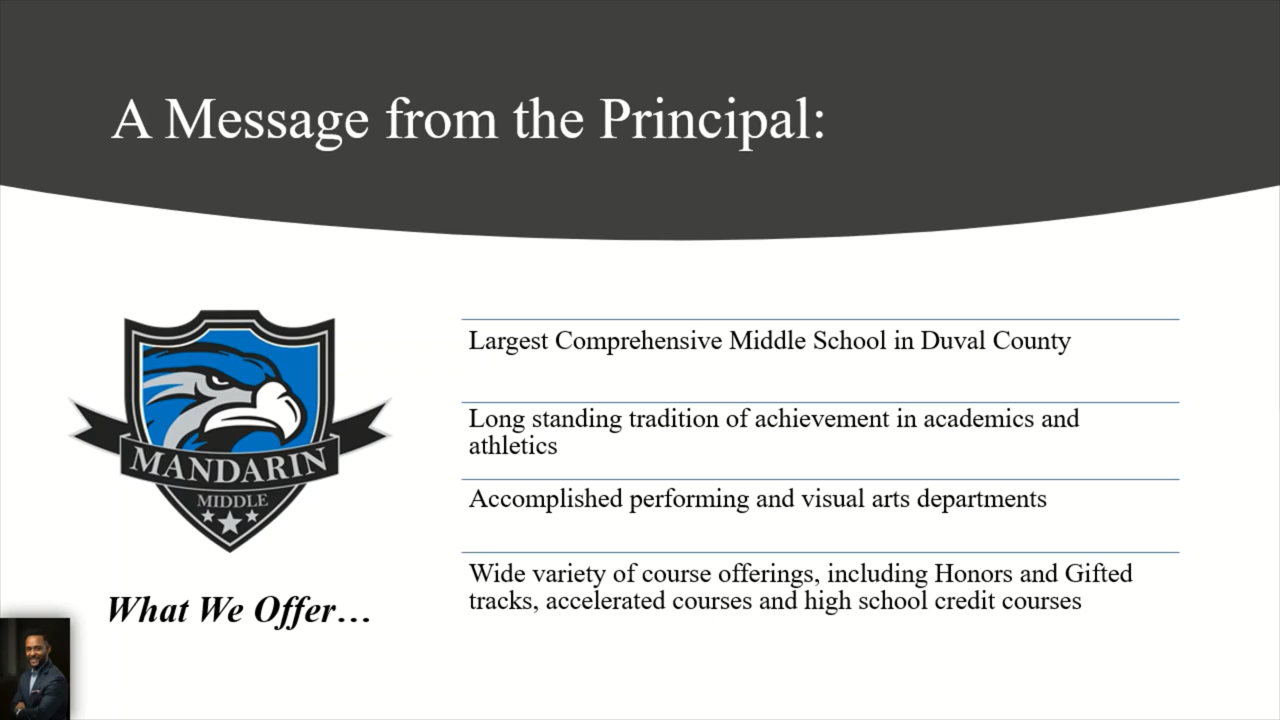 A Message from the Principal:
MANDARIN
MIDDLE
What We Offer…
Largest Comprehensive Middle School in Duval County
Long standing tradition of achievement in academics and
athletics
Accomplished performing and visual arts departments
Wide variety of course offerings, including Honors and Gifted
tracks, accelerated courses and high school credit courses